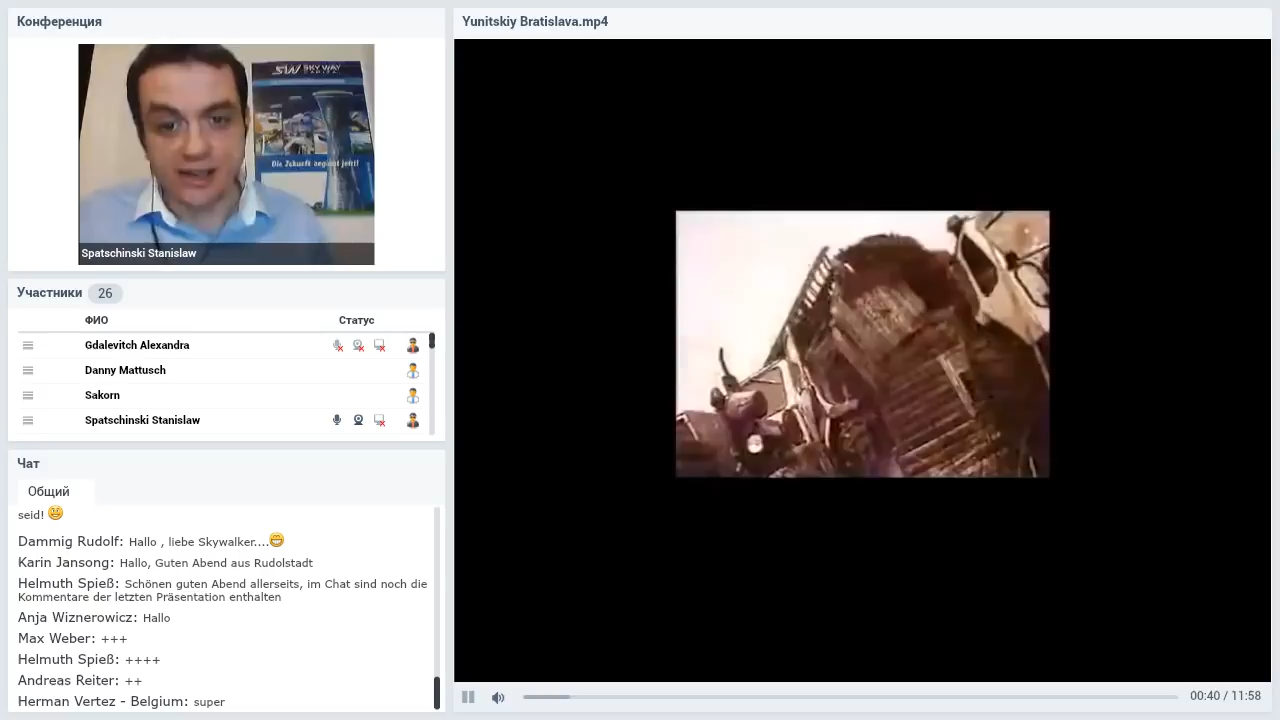 Конференция
SW SKY WAY
CAPITAL
Die Zukunft beginnt jetzt!
Spatschinski Stanislaw
Участники 26
ФИО Статус
Gdalevitch Alexandra
Danny Mattusch
Sakorn
Spatschinski Stanislaw
Чат
Общий
seid!
Dammig Rudolf: Hallo , liebe Skywalker....
Karin Jansong: Hallo, Guten Abend aus Rudolstadt
Helmuth Spieß: Schönen guten Abend allerseits, im Chat sind noch die
Kommentare der letzten Präsentation enthalten
Anja Wiznerowicz: Hallo
Max Weber: +++
Helmuth Spieß: ++++
Andreas Reiter: ++
Herman Vertez - Belgium: super
Yunitskiy Bratislava.mp4
00:40 / 11:58